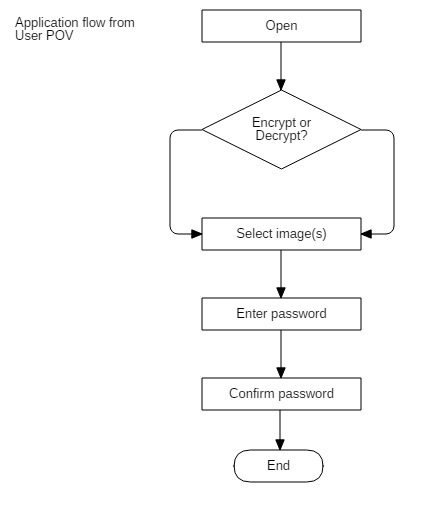 Application flow from
User POV
Open
Encrypt or
Decrypt?
Select image(s)
Enter password
Confirm password
End